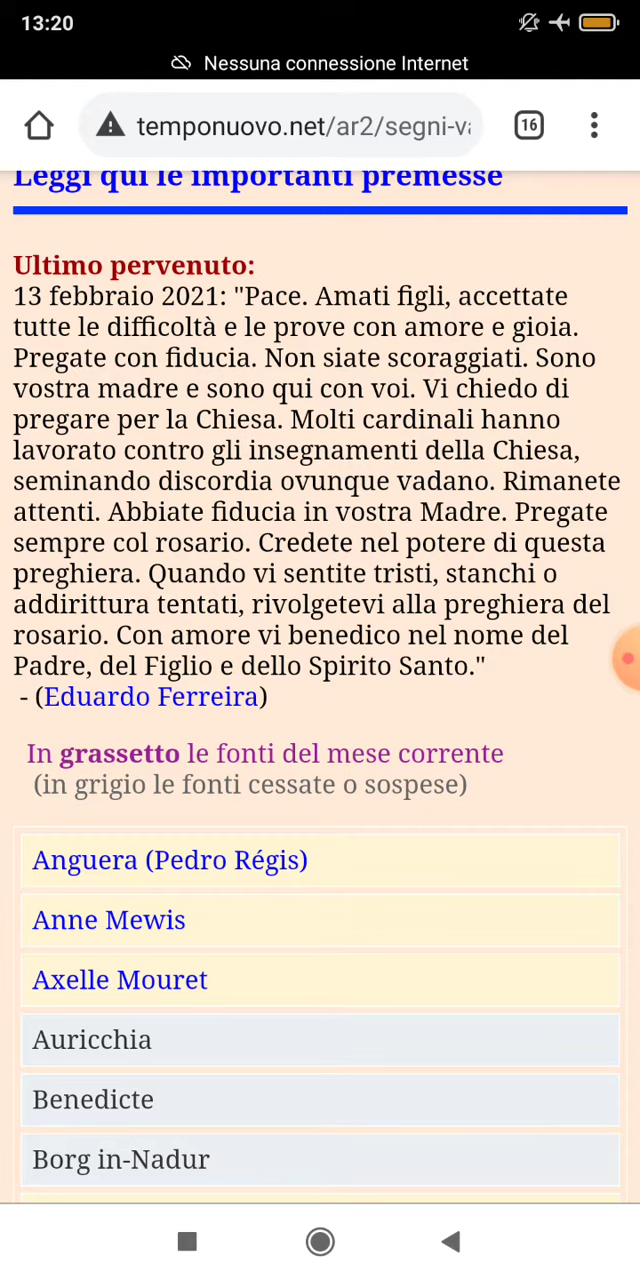 13:20
Nessuna connessione Internet
temponuovo.net/ar2/segni-va
16
Leggi qui le importanti premesse
Ultimo pervenuto:
13 febbraio 2021: "Pace. Amati figli, accettate
tutte le difficoltà e le prove con amore e gioia.
Pregate con fiducia. Non siate scoraggiati. Sono
vostra madre e sono qui con voi. Vi chiedo di
pregare per la Chiesa. Molti cardinali hanno
lavorato contro gli insegnamenti della Chiesa,
seminando discordia ovunque vadano. Rimanete
attenti. Abbiate fiducia in vostra Madre. Pregate
sempre col rosario. Credete nel potere di questa
preghiera. Quando vi sentite tristi, stanchi o
addirittura tentati, rivolgetevi alla preghiera del
rosario. Con amore vi benedico nel nome del
Padre, del Figlio e dello Spirito Santo."
- (Eduardo Ferreira)
In grassetto le fonti del mese corrente
(in grigio le fonti cessate o sospese)
Anguera (Pedro Régis)
Anne Mewis
Axelle Mouret
Auricchia
Benedicte
Borg in-Nadur